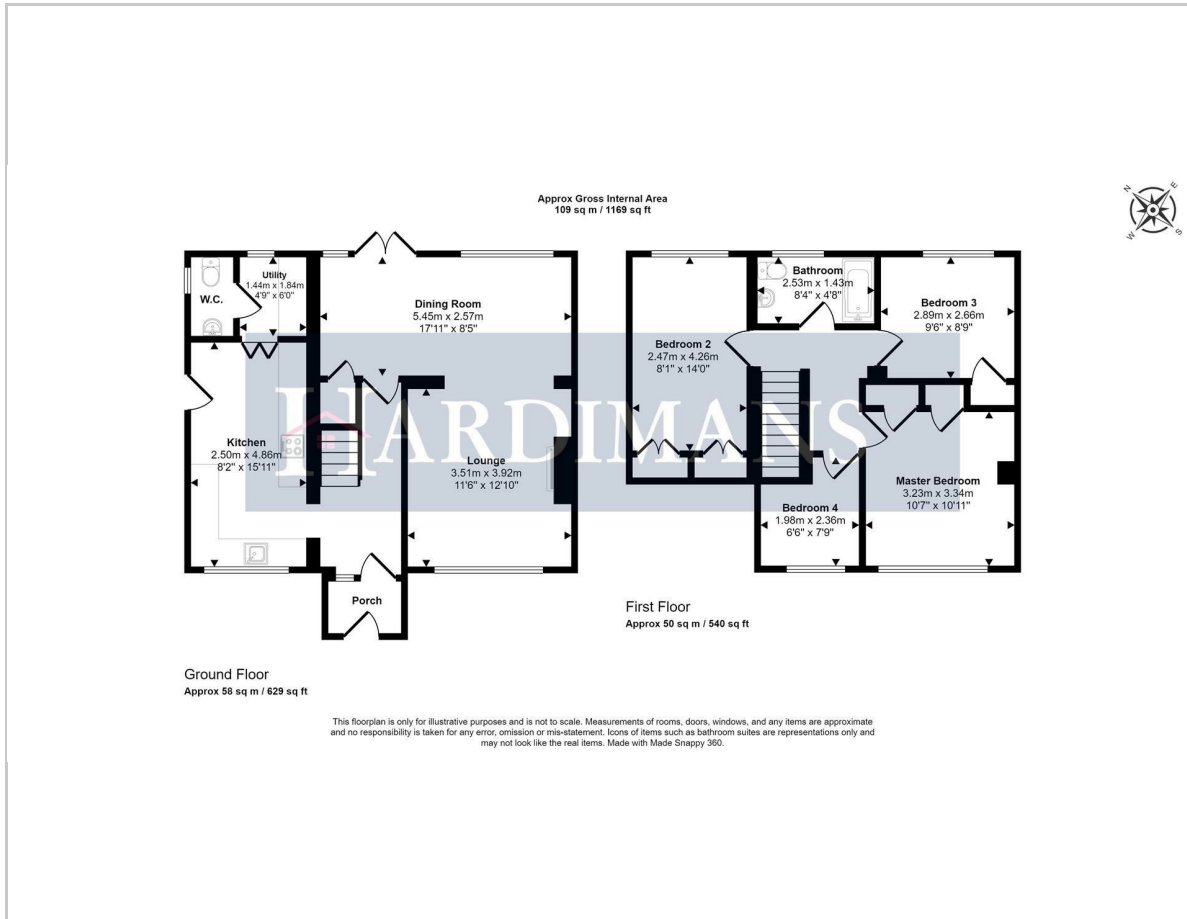 Approx Gross Internal Area
109 sq m / 1169 sq ft
N
E
S
W
W.C.
Utility
1.44m x 1.84m
4'9" x 6'0"
Dining Room
5.45m x 2.57m
17'11" x 8'5"
Kitchen
2.50m x 4.86m
8'2" x 15'11"
Lounge
3.51m x 3.92m
11'6" x 12'10"
Porch
Bedroom 2
2.47m x 4.26m
8'1" x 14'0"
Bathroom
2.53m x 1.43m
8'4" x 4'8"
Bedroom 3
2.89m x 2.66m
9'6" x 8'9"
HARDIMANS
Master Bedroom
3.23m x 3.34m
10'7" x 10'11"
Bedroom 4
1.98m x 2.36m
6'6" x 7'9"
First Floor
Approx 50 sq m / 540 sq ft
Ground Floor
Approx 58 sq m / 629 sq ft
This floorplan is only for illustrative purposes and is not to scale. Measurements of rooms, doors, windows, and any items are approximate
and no responsibility is taken for any error, omission or mis-statement. Icons of items such as bathroom suites are representations only and
may not look like the real items. Made with Made Snappy 360.